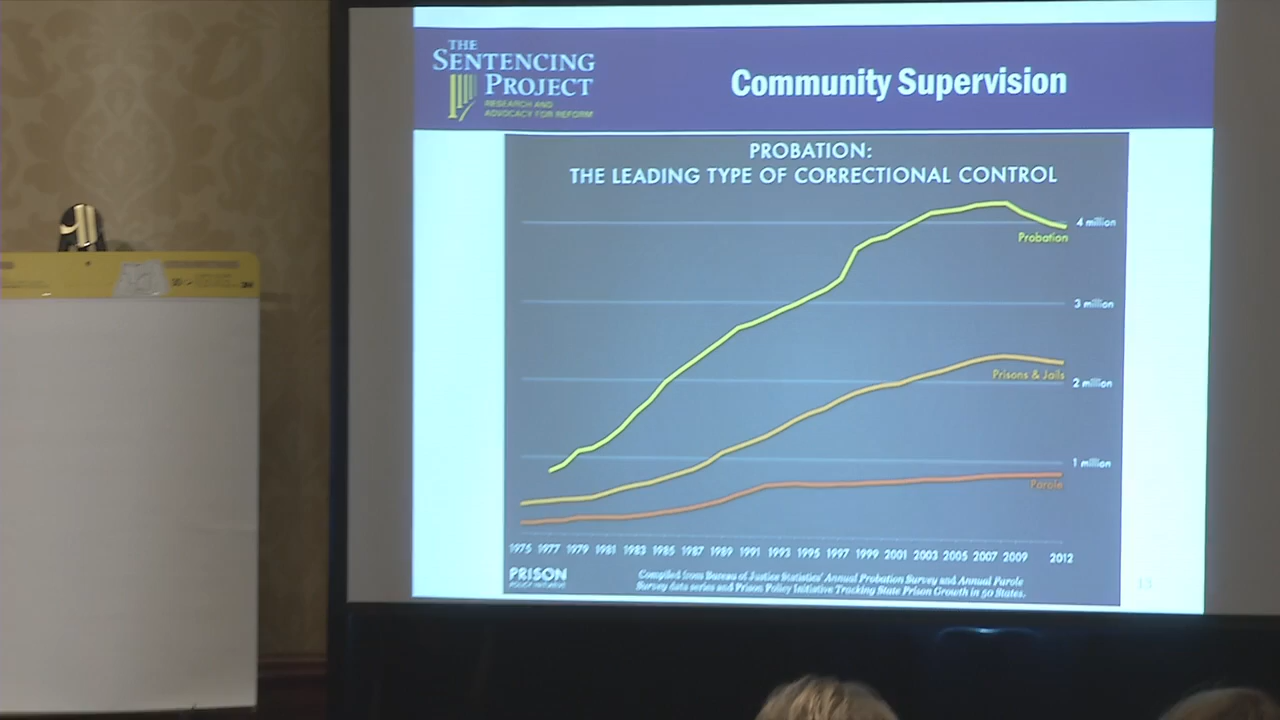 THE
SENTENCING
PROJECT
RESEARCH AND
ADVOCACY FOR REFORM
Community Supervision
PROBATION:
THE LEADING TYPE OF CORRECTIONAL CONTROL
4 million
Probation
3 million
Prisons & Jails
2 million
1 million
Parole
1975 1977 1979 1981 1983 1985 1987 1989 1991 1993 1995 1997 1999 2001 2003 2005 2007 2009 2012
PRISON
POLICY INITIATIVE
Compiled from Bureau of Justice Statistics' Annual Probation Survey and Annual Parole
Survey data series and Prison Policy Initiative Tracking State Prison Growth in 50 States.
13